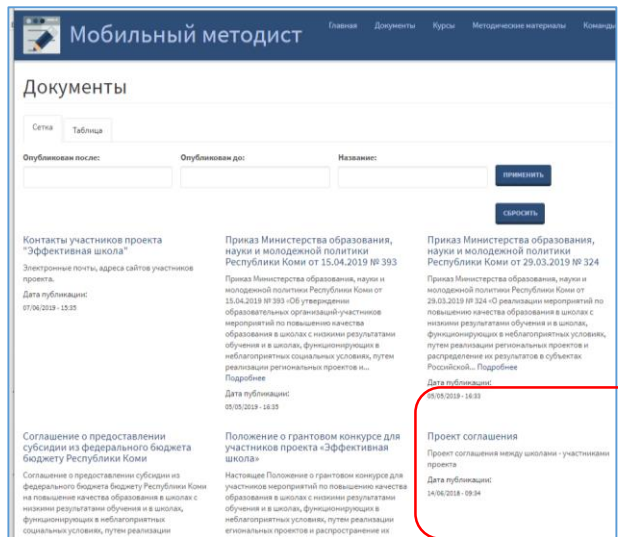 Мобильный методист
Главная Документы Курсы Методические материалы Команды
Документы
Сетка Таблица
Опубликован после: Опубликован до: Название:
ПРИМЕНИТЬ
СБРОСИТЬ
Контакты участников проекта
"Эффективная школа"
Электронные почты, адреса сайтов участников
проекта.
Дата публикации:
07/06/2019 - 15:35
Приказ Министерства образования,
науки и молодежной политики
Республики Коми от 15.04.2019 № 393
Приказ Министерства образования, науки и
молодежной политики Республики Коми от
15.04.2019 № 393 «Об утверждении
образовательных организаций-участников
мероприятий по повышению качества
образования в школах с низкими результатами
обучения и в школах, функционирующих в
неблагоприятных социальных условиях, путем
реализации региональных проектов и...
Подробнее
Дата публикации:
05/05/2019 - 16:35
Приказ Министерства образования,
науки и молодежной политики
Республики Коми от 29.03.2019 № 324
Приказ Министерства образования, науки и
молодежной политики Республики Коми от
29.03.2019 № 324 «О реализации мероприятий по
повышению качества образования в школах с
низкими результатами обучения и в школах,
функционирующих в неблагоприятных условиях,
путем реализации региональных проектов и
распределение их результатов в субъектах
Российской... Подробнее
Дата публикации:
05/05/2019 - 16:33
Соглашение о предоставлении
субсидии из федерального бюджета
бюджету Республики Коми
Соглашение о предоставлении субсидии из
федерального бюджета бюджету Республики Коми
на повышение качества образования в школах с
низкими результатами обучения и в школах,
функционирующих в неблагоприятных
социальных условиях, путем реализации
Положение о грантовом конкурсе для
участников проекта «Эффективная
школа»
Настоящее Положение о грантовом конкурсе для
участников мероприятий по повышению качества
образования в школах с низкими результатами
обучения и в школах, функционирующих в
неблагоприятных условиях, путем реализации
егиональных проектов и распространение их
Проект соглашения
Проект соглашения между школами - участниками
проекта
Дата публикации:
14/06/2018 - 09:34